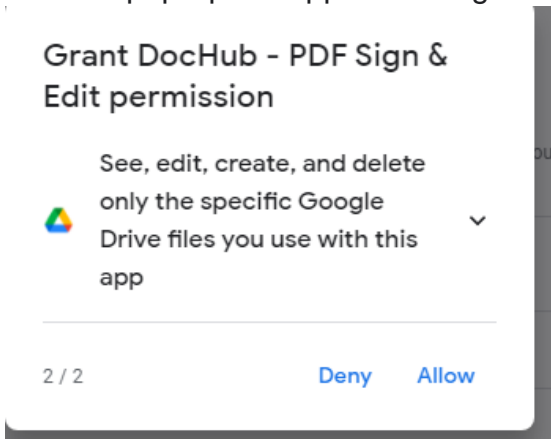 Grant DocHub - PDF Sign &
Edit permission
See, edit, create, and delete
only the specific Google
Drive files you use with this
app
2 / 2
Deny Allow